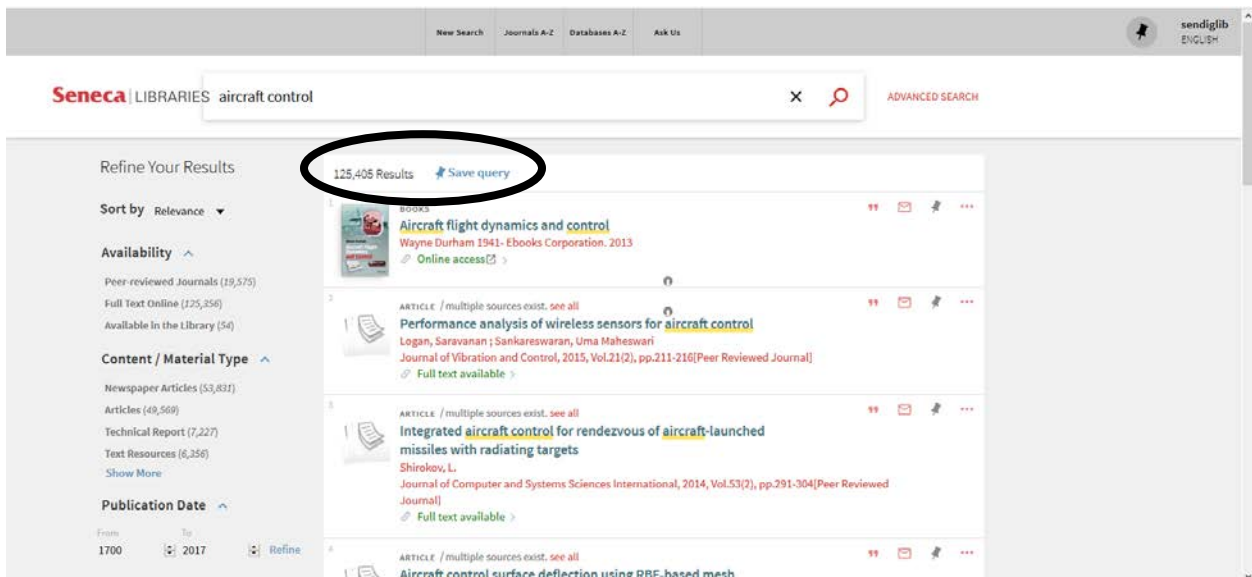 New Search Journals A-Z Databases A-Z Ask Us
sendiglib
ENGLISH
Seneca LIBRARIES aircraft control
ADVANCED SEARCH
Refine Your Results
125,405 Results Save query
Sort by Relevance
Availability
Peer-reviewed Journals (19,575)
Full Text Online (125,356)
Available in the Library (54)
Content / Material Type
Newspaper Articles (53,831)
Articles (49,569)
Technical Report (7,227)
Text Resources (6,356)
Show More
Publication Date
From To
1700 2017 Refine
1
BOOKS
Aircraft flight dynamics and control
Wayne Durham 1941- Ebooks Corporation. 2013
Online access
2
ARTICLE / multiple sources exist. see all
Performance analysis of wireless sensors for aircraft control
Logan, Saravanan ; Sankareswaran, Uma Maheswari
Journal of Vibration and Control, 2015, Vol.21(2), pp.211-216[Peer Reviewed Journal]
Full text available
3
ARTICLE / multiple sources exist. see all
Integrated aircraft control for rendezvous of aircraft-launched
missiles with radiating targets
Shirokov, L.
Journal of Computer and Systems Sciences International, 2014, Vol.53(2), pp.291-304[Peer Reviewed
Journal]
Full text available
4
ARTICLE / multiple sources exist. see all
Aircraft control surface deflection using RBF-based mesh